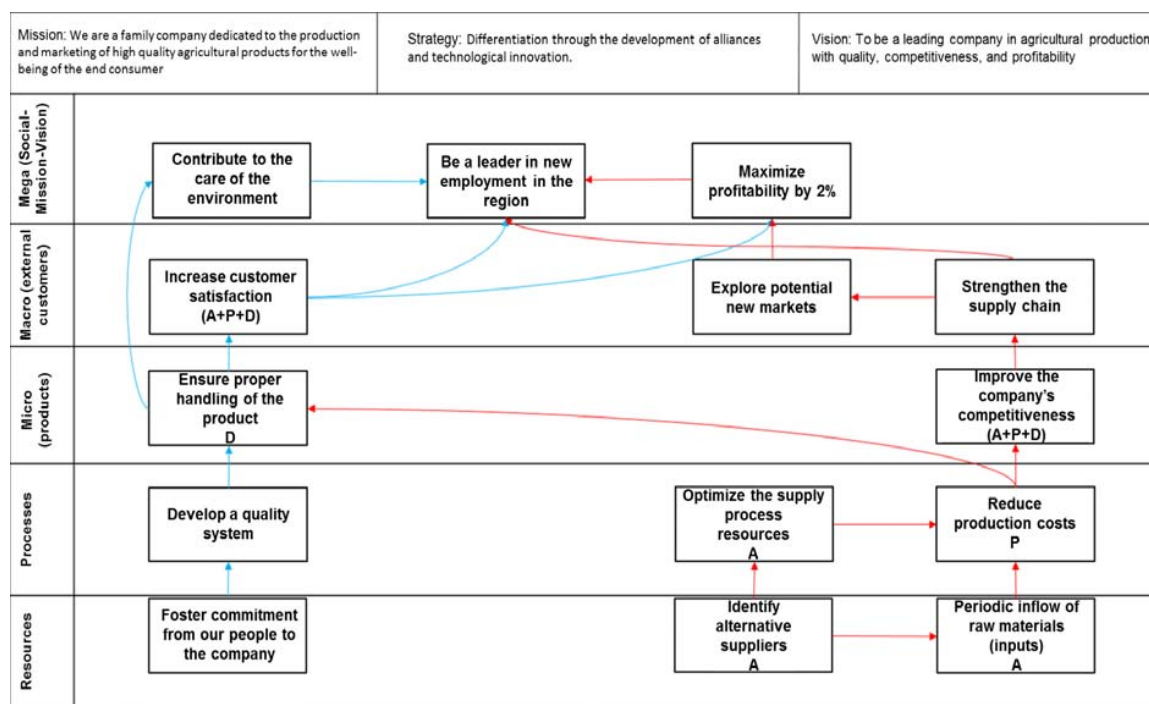 Mission: We are a family company dedicated to the production
and marketing of high quality agricultural products for the well-
being of the end consumer
Strategy: Differentiation through the development of alliances
and technological innovation.
Vision: To be a leading company in agricultural production
with quality, competitiveness, and profitability
Mega (Social-
Mission-Vision)
Contribute to the
care of the
environment
Be a leader in new
employment in the
region
Maximize
profitability by 2%
Macro (external
customers)
Increase customer
satisfaction
(A+P+D)
Explore potential
new markets
Strengthen the
supply chain
Micro
(products)
Ensure proper
handling of the
product
D
Improve the
company's
competitiveness
(A+P+D)
Processes
Develop a quality
system
Optimize the supply
process
resources
A
Reduce
production costs
P
Resources
Foster commitment
from our people to
the company
Identify
alternative
suppliers
A
Periodic inflow of
raw materials
(inputs)
A